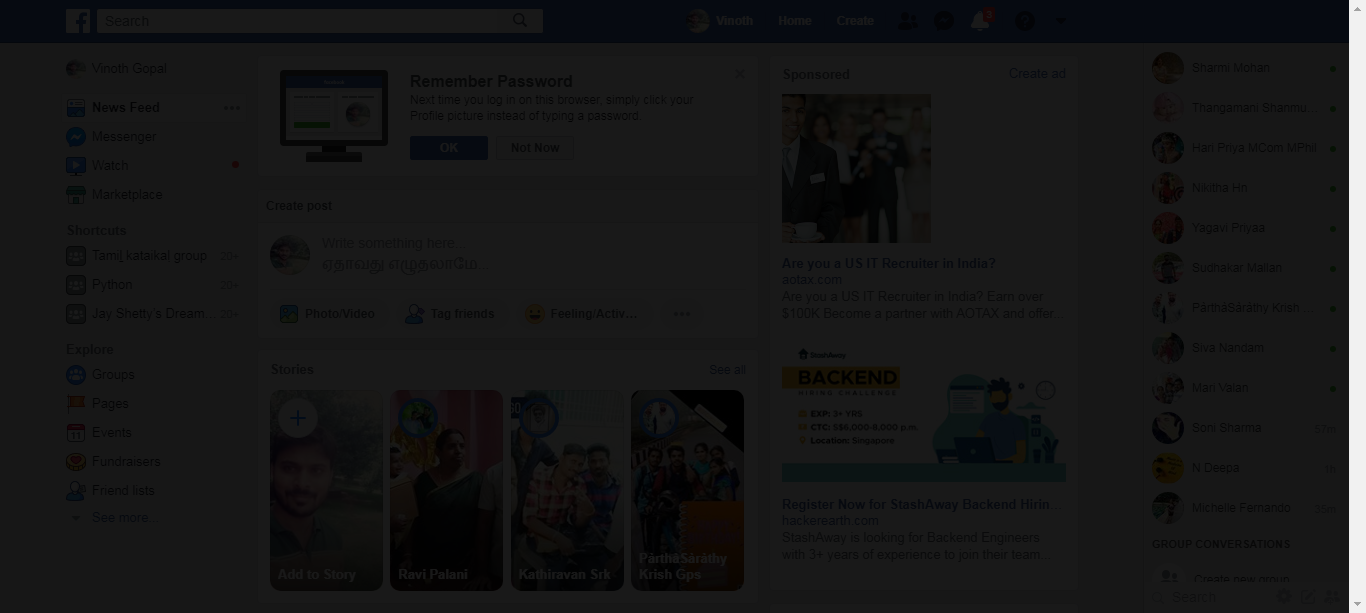 Search
Vinoth
Home
Create
2
Vinoth Gopal
News Feed
Messenger
Watch
Marketplace
Shortcuts
Tamil kataikal group 20+
Python 20+
Jay Shetty's Dream... 20+
Explore
Groups
Pages
Events
Fundraisers
Friend lists
See more...
Remember Password
Next time you log in on this browser, simply click your
Profile picture instead of typing a password.
OK
Not Now
Create post
Write something here...
ஏதாவது எழுதலாமே...
Photo/Video
Tag friends
Feeling/Activ...
Stories
See all
Add to Story
Ravi Palani
Kathiravan Srk
PàrthàSàràthy
Krish Gps
Sponsored
Create ad
Are you a US IT Recruiter in India?
aotax.com
Are you a US IT Recruiter in India? Earn over
$100K Become a partner with AOTAX and offer...
StashAway
BACKEND
HIRING CHALLENGE
EXP: 3+ YRS
CTC: S$6,000-8,000 p.m.
Location: Singapore
Register Now for StashAway Backend Hirin...
hackerearth.com
StashAway is looking for Backend Engineers
with 3+ years of experience to join their team...
Sharmi Mohan
Thangamani Shanmu...
Hari Priya MCom MPhil
Nikitha Hri
Yagavi Priyaa
Sudhakar Mallan
PàrthàSàràthy Krish...
Siva Nandam
Mari Valan
Soni Sharma 57m
N Deepa 1h
Michelle Fernando
GROUP CONVERSATIONS
Create new group
Search